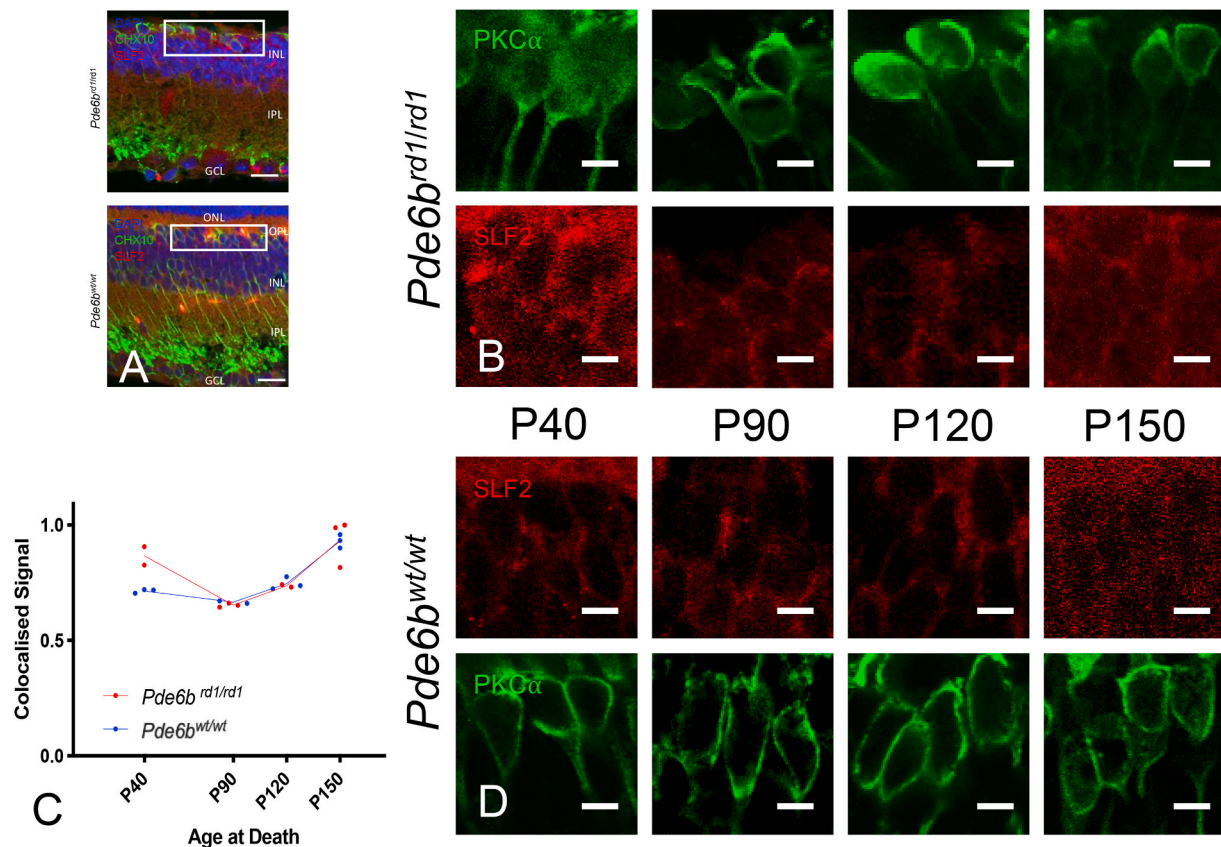 DAPI
CHX10
SLF2
INL
IPL
GCL
Pde6b rd1/rd1
DAPI
CHX10
SLF2
ONL
OPL
INL
IPL
GCL
Pde6b wt/wt
A
Pde6b rd1/rd1
PKCα
SLF2
B
P40
P90
P120
P150
Pde6b wt/wt
SLF2
PKCα
D
Colocalised Signal
1.0
0.5
0.0
Pde6b rd1/rd1
Pde6b wt/wt
P40
P90
P120
P150
Age at Death
C